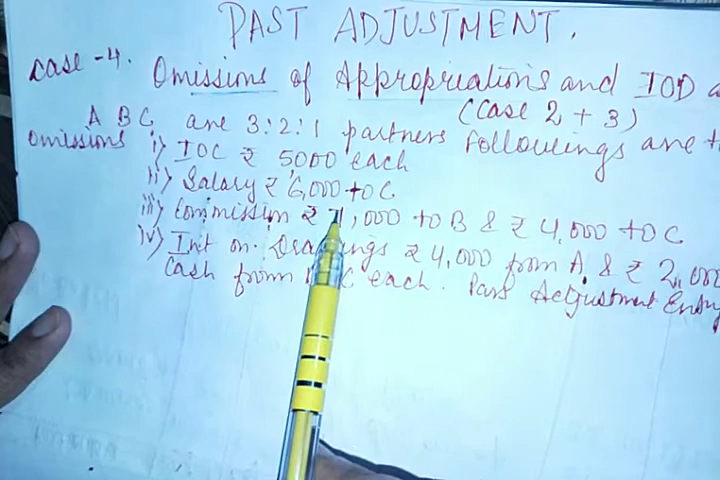 PAST ADJUSTMENT.
case -4. Omissions of Appropriations and IOD
(case 2 + 3)
A B C are 3:2:1 partners followings are
omissions i) IOC ₹ 5000 each
ii) Salary ₹ 6,000 to C
iii) Commission ₹ ,000 to B & ₹ 4,000 to C
iv) Int on. Drawings ₹ 4,000 from A & ₹ 2,000
Cash from C each. Pass Adjustment Entry